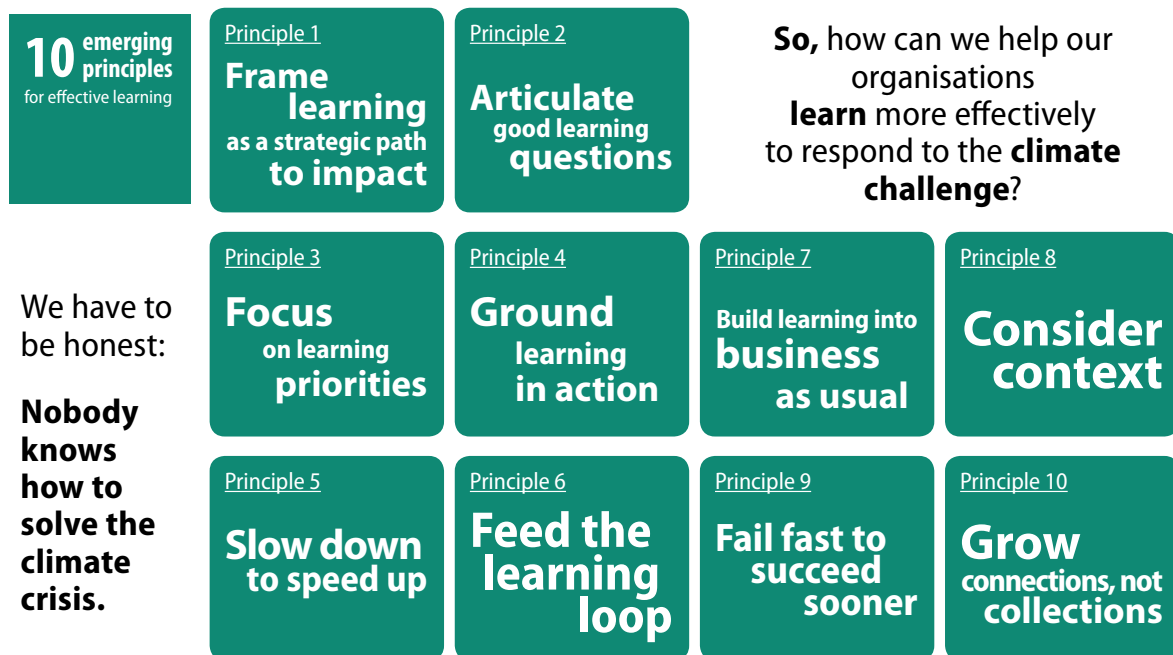 10 emerging
principles
for effective learning
Principle 1
Frame
learning
as a strategic path
to impact
Principle 2
Articulate
good learning
questions
So, how can we help our
organisations
learn more effectively
to respond to the climate
challenge?
We have to
be honest:
Nobody
knows
how to
solve the
climate
crisis.
Principle 3
Focus
on learning
priorities
Principle 4
Ground
learning
in action
Principle 7
Build learning into
business
as usual
Principle 8
Consider
context
Principle 5
Slow down
to speed up
Principle 6
Feed the
learning
loop
Principle 9
Fail fast to
succeed
sooner
Principle 10
Grow
connections, not
collections